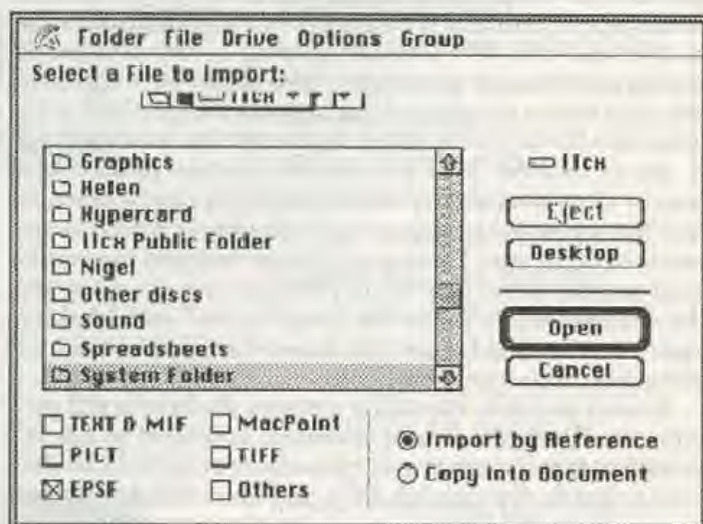 Folder File Drive Options Group
Select a File to Import:
IIcx
Graphics
Helen
Hypercard
IIcx Public Folder
Nigel
Other discs
Sound
Spreadsheets
System Folder
IIcx
Eject
Desktop
Open
Cancel
TEXT & MIF
MacPaint
PICT
TIFF
EPSF
Others
Import by Reference
Copy into Document